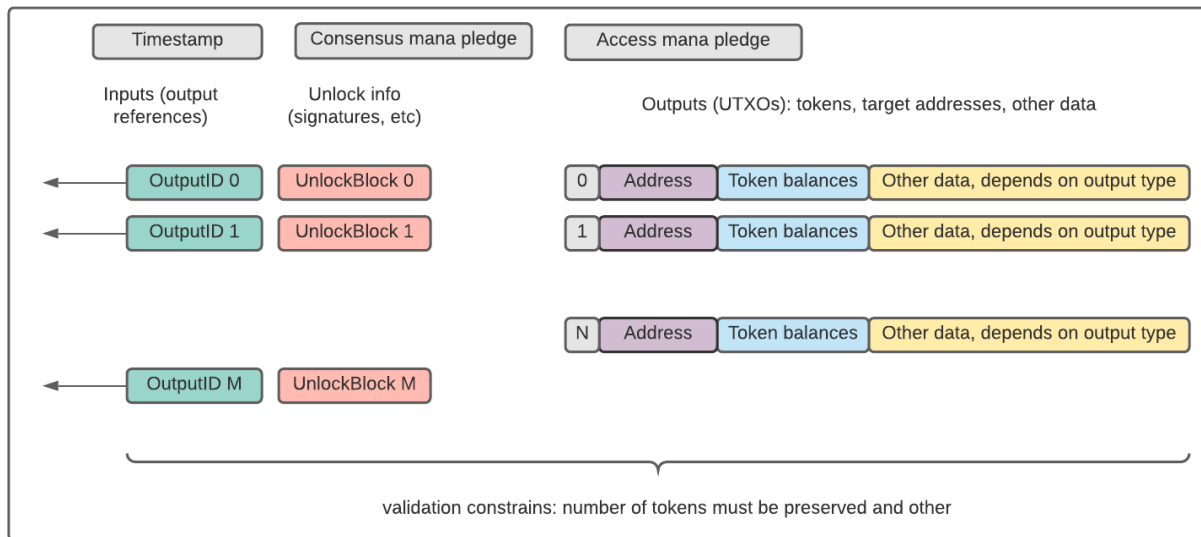 Timestamp
Consensus mana pledge
Access mana pledge
Inputs (output
references)
Unlock info
(signatures, etc)
Outputs (UTXOs): tokens, target addresses, other data
OutputID 0
UnlockBlock 0
0
Address
Token balances
Other data, depends on output type
OutputID 1
UnlockBlock 1
1
Address
Token balances
Other data, depends on output type
N
Address
Token balances
Other data, depends on output type
OutputID M
UnlockBlock M
validation constrains: number of tokens must be preserved and other